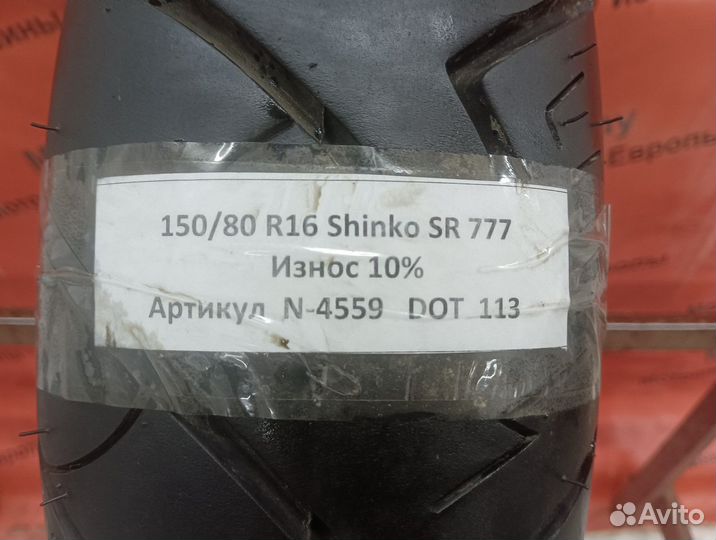 150/80 R16 Shinko SR 777
Износ 10%
Артикул N-4559 DOT 113
Avito